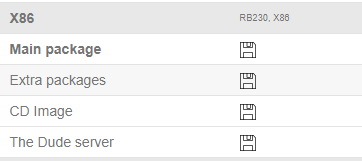 X86 RB230, X86
Main package
Extra packages
CD Image
The Dude server